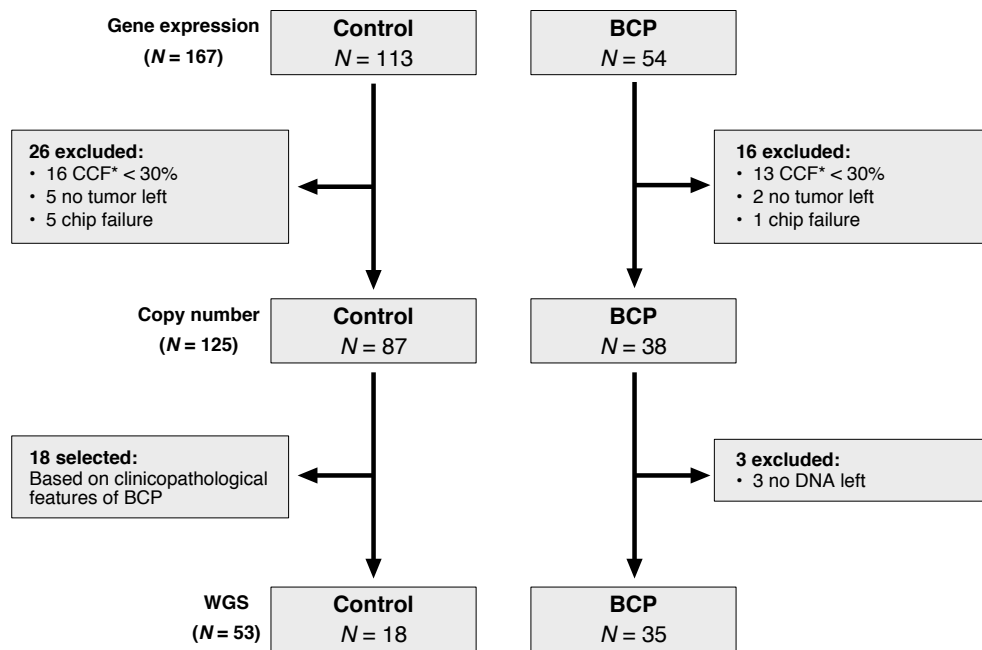 Gene expression
(N = 167)
Control
N = 113
BCP
N = 54
26 excluded:
• 16 CCF* < 30%
• 5 no tumor left
• 5 chip failure
16 excluded:
• 13 CCF* < 30%
• 2 no tumor left
• 1 chip failure
Copy number
(N = 125)
Control
N = 87
BCP
N = 38
18 selected:
Based on clinicopathological
features of BCP
3 excluded:
• 3 no DNA left
WGS
(N = 53)
Control
N = 18
BCP
N = 35